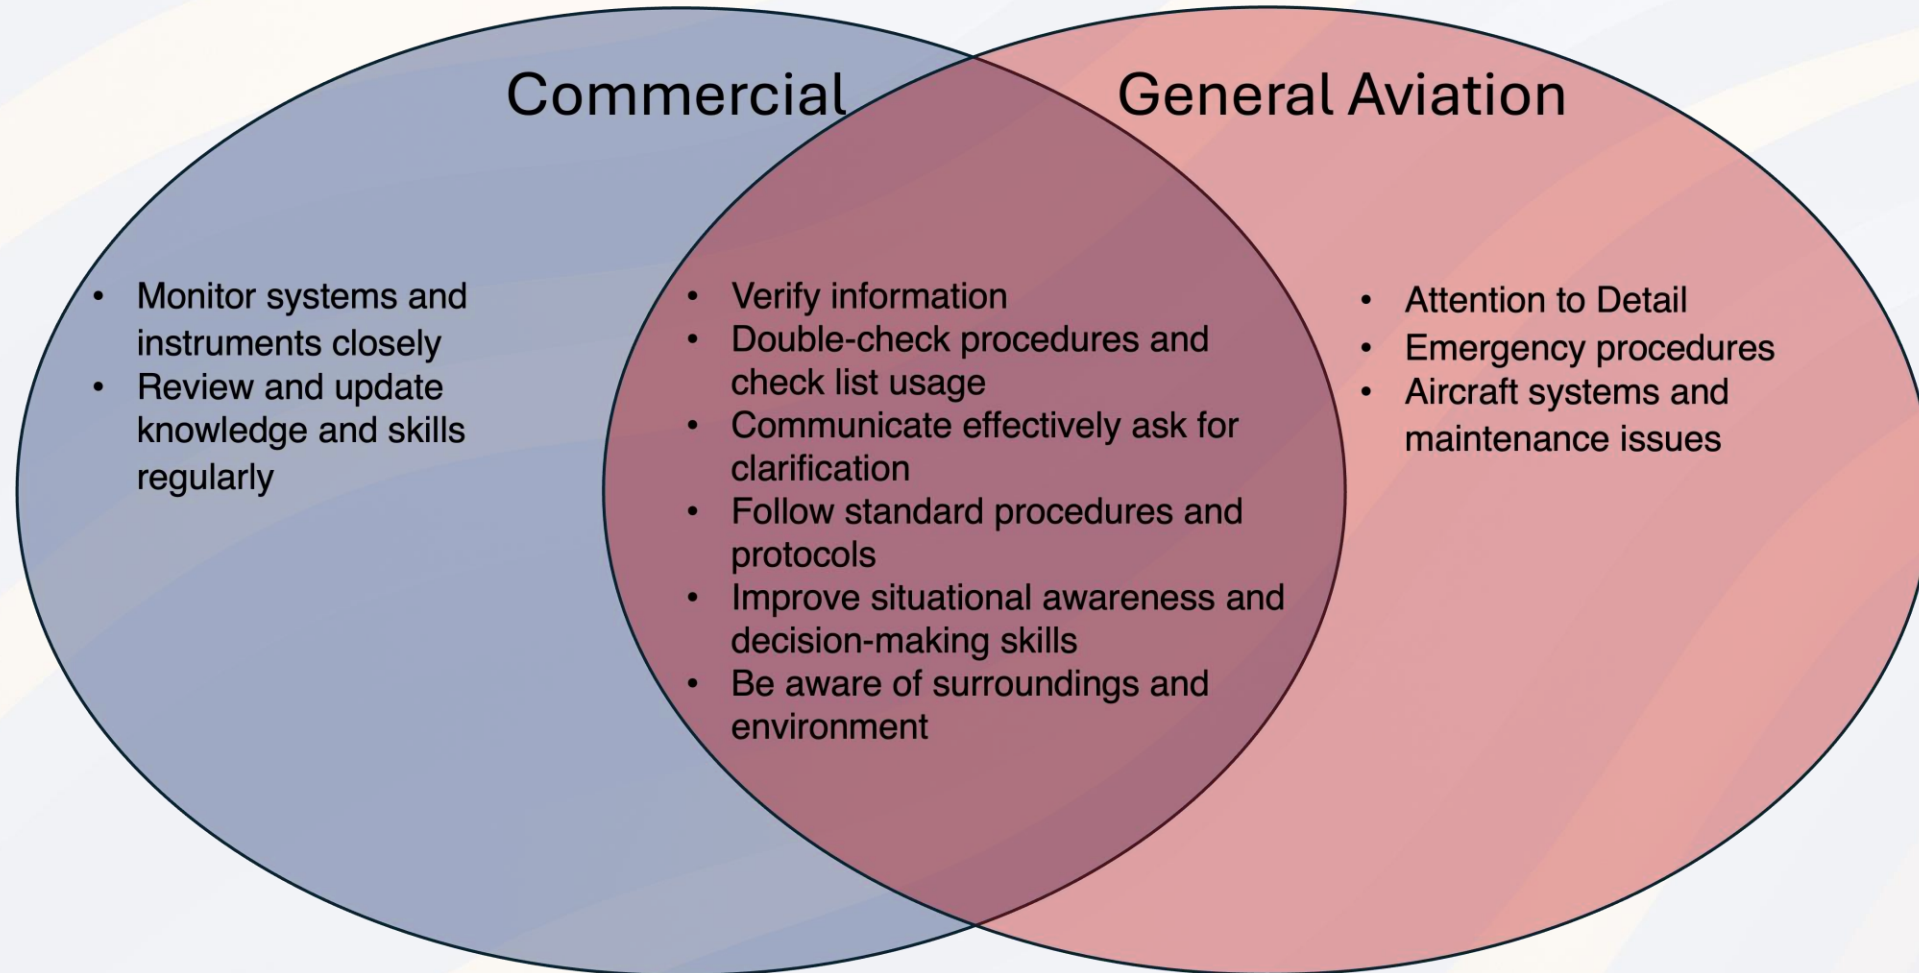 Commercial
General Aviation
• Monitor systems and
instruments closely
• Review and update
knowledge and skills
regularly
• Verify information
• Double-check procedures and
check list usage
• Communicate effectively ask for
clarification
• Follow standard procedures and
protocols
• Improve situational awareness and
decision-making skills
• Be aware of surroundings and
environment
• Attention to Detail
• Emergency procedures
• Aircraft systems and
maintenance issues